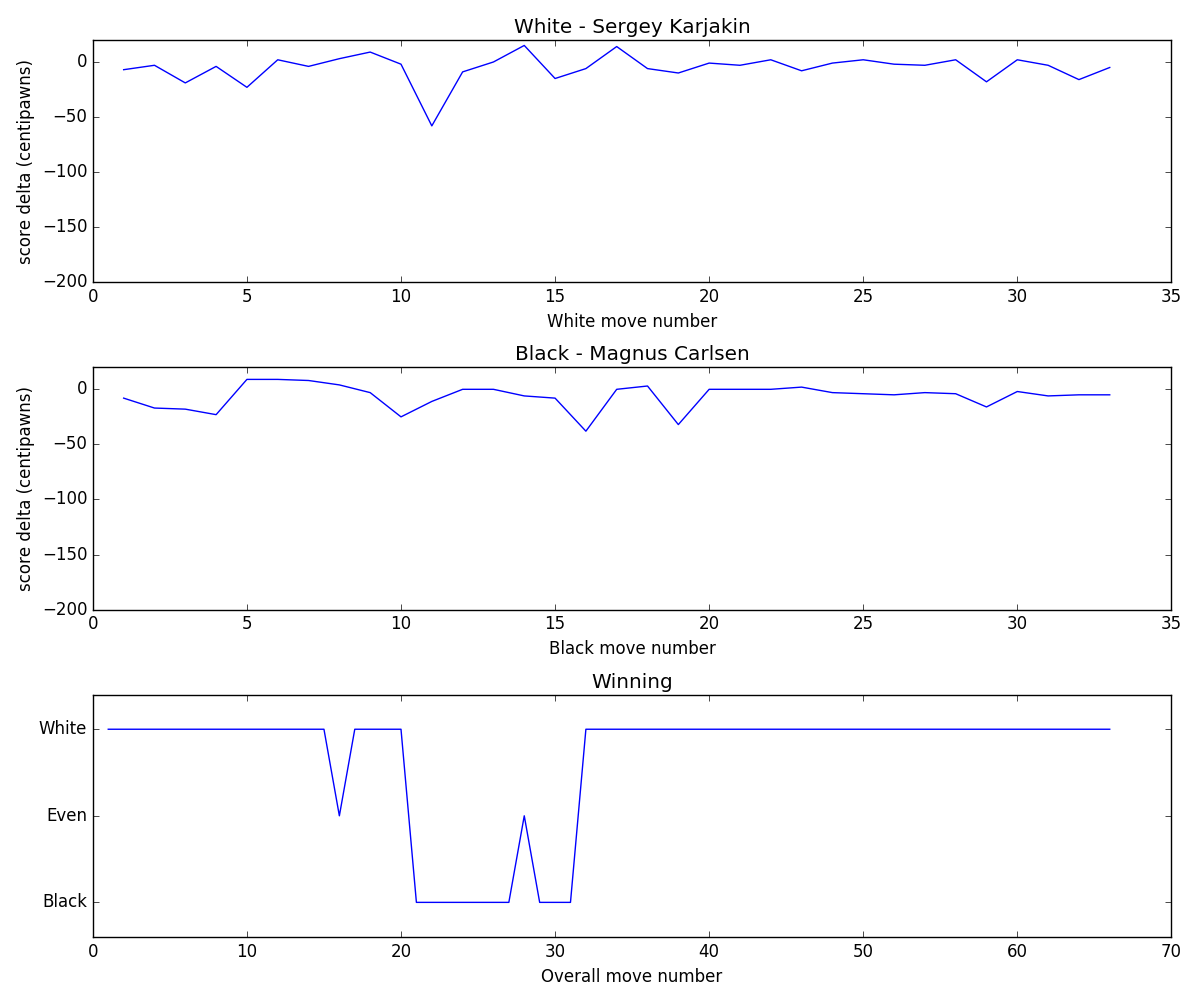 White - Sergey Karjakin
score delta (centipawns)
0
−50
−100
−150
−200
0 5 10 15 20 25 30 35
White move number
Black - Magnus Carlsen
score delta (centipawns)
0
−50
−100
−150
−200
0 5 10 15 20 25 30 35
Black move number
Winning
White
Even
Black
0 10 20 30 40 50 60 70
Overall move number